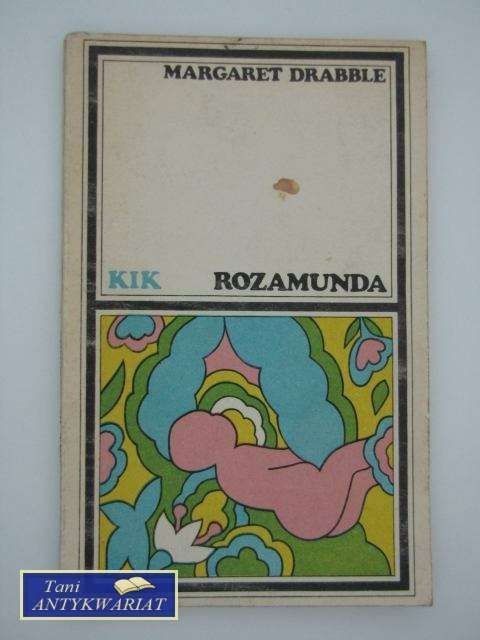 MARGARET DRABBLE
KIK ROZAMUNDA
Tani
ANTYKWARIAT